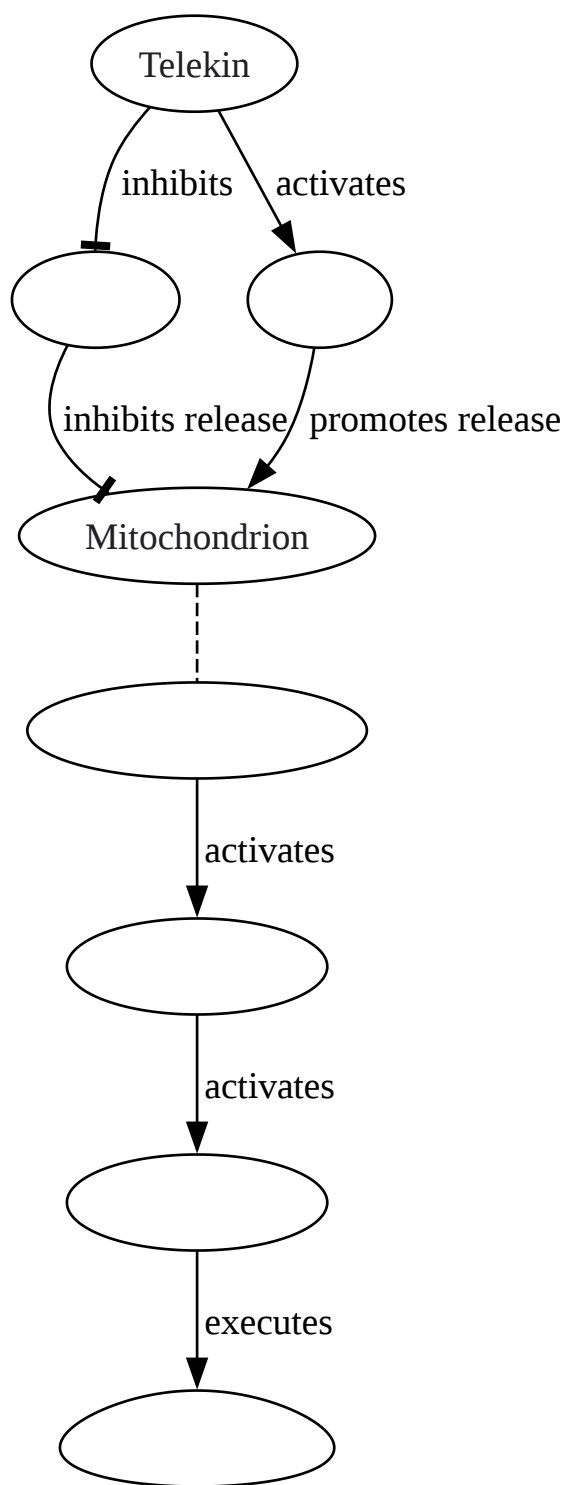 Telekin
inhibits
activates
inhibits release
promotes release
Mitochondrion
activates
activates
executes